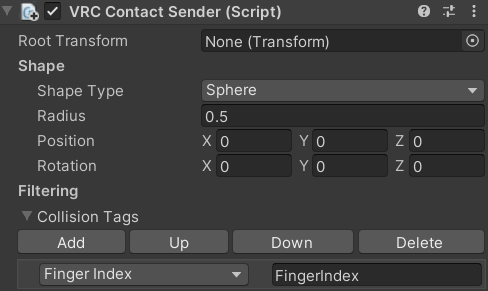 VRC Contact Sender (Script)
Root Transform None (Transform)
Shape
Shape Type Sphere
Radius 0.5
Position X 0 Y 0 Z 0
Rotation X 0 Y 0 Z 0
Filtering
Collision Tags
Add Up Down Delete
Finger Index FingerIndex